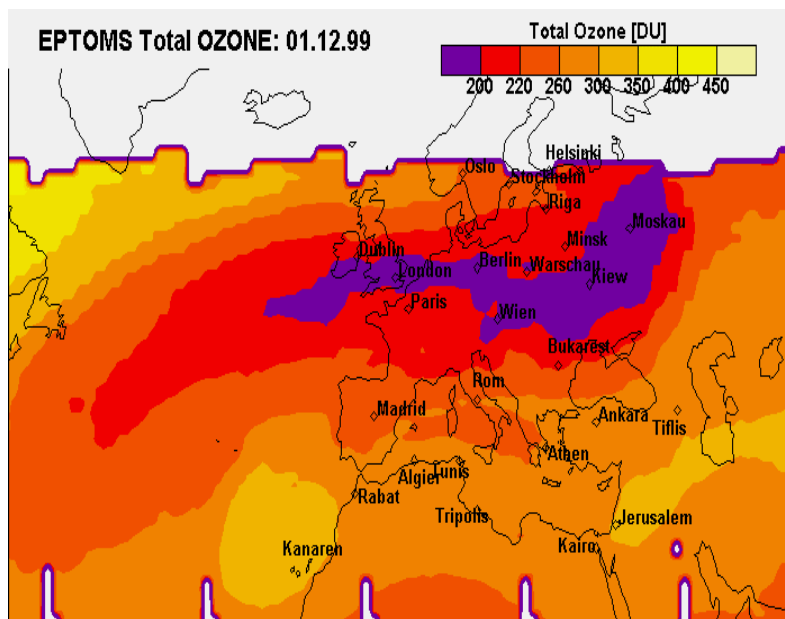 EPTOMS Total OZONE: 01.12.99
Total Ozone [DU]
200 220 260 300 350 400 450
Helsinki
Oslo
Stockholm
Riga
Moskau
Minsk
Dublin
Berlin
Warschau
London
Kiew
Paris
Wien
Bukarest
Rom
Madrid
Ankara
Tiflis
Athen
Algier
Tunis
Rabat
Tripolis
Jerusalem
Kanaren
Kairo